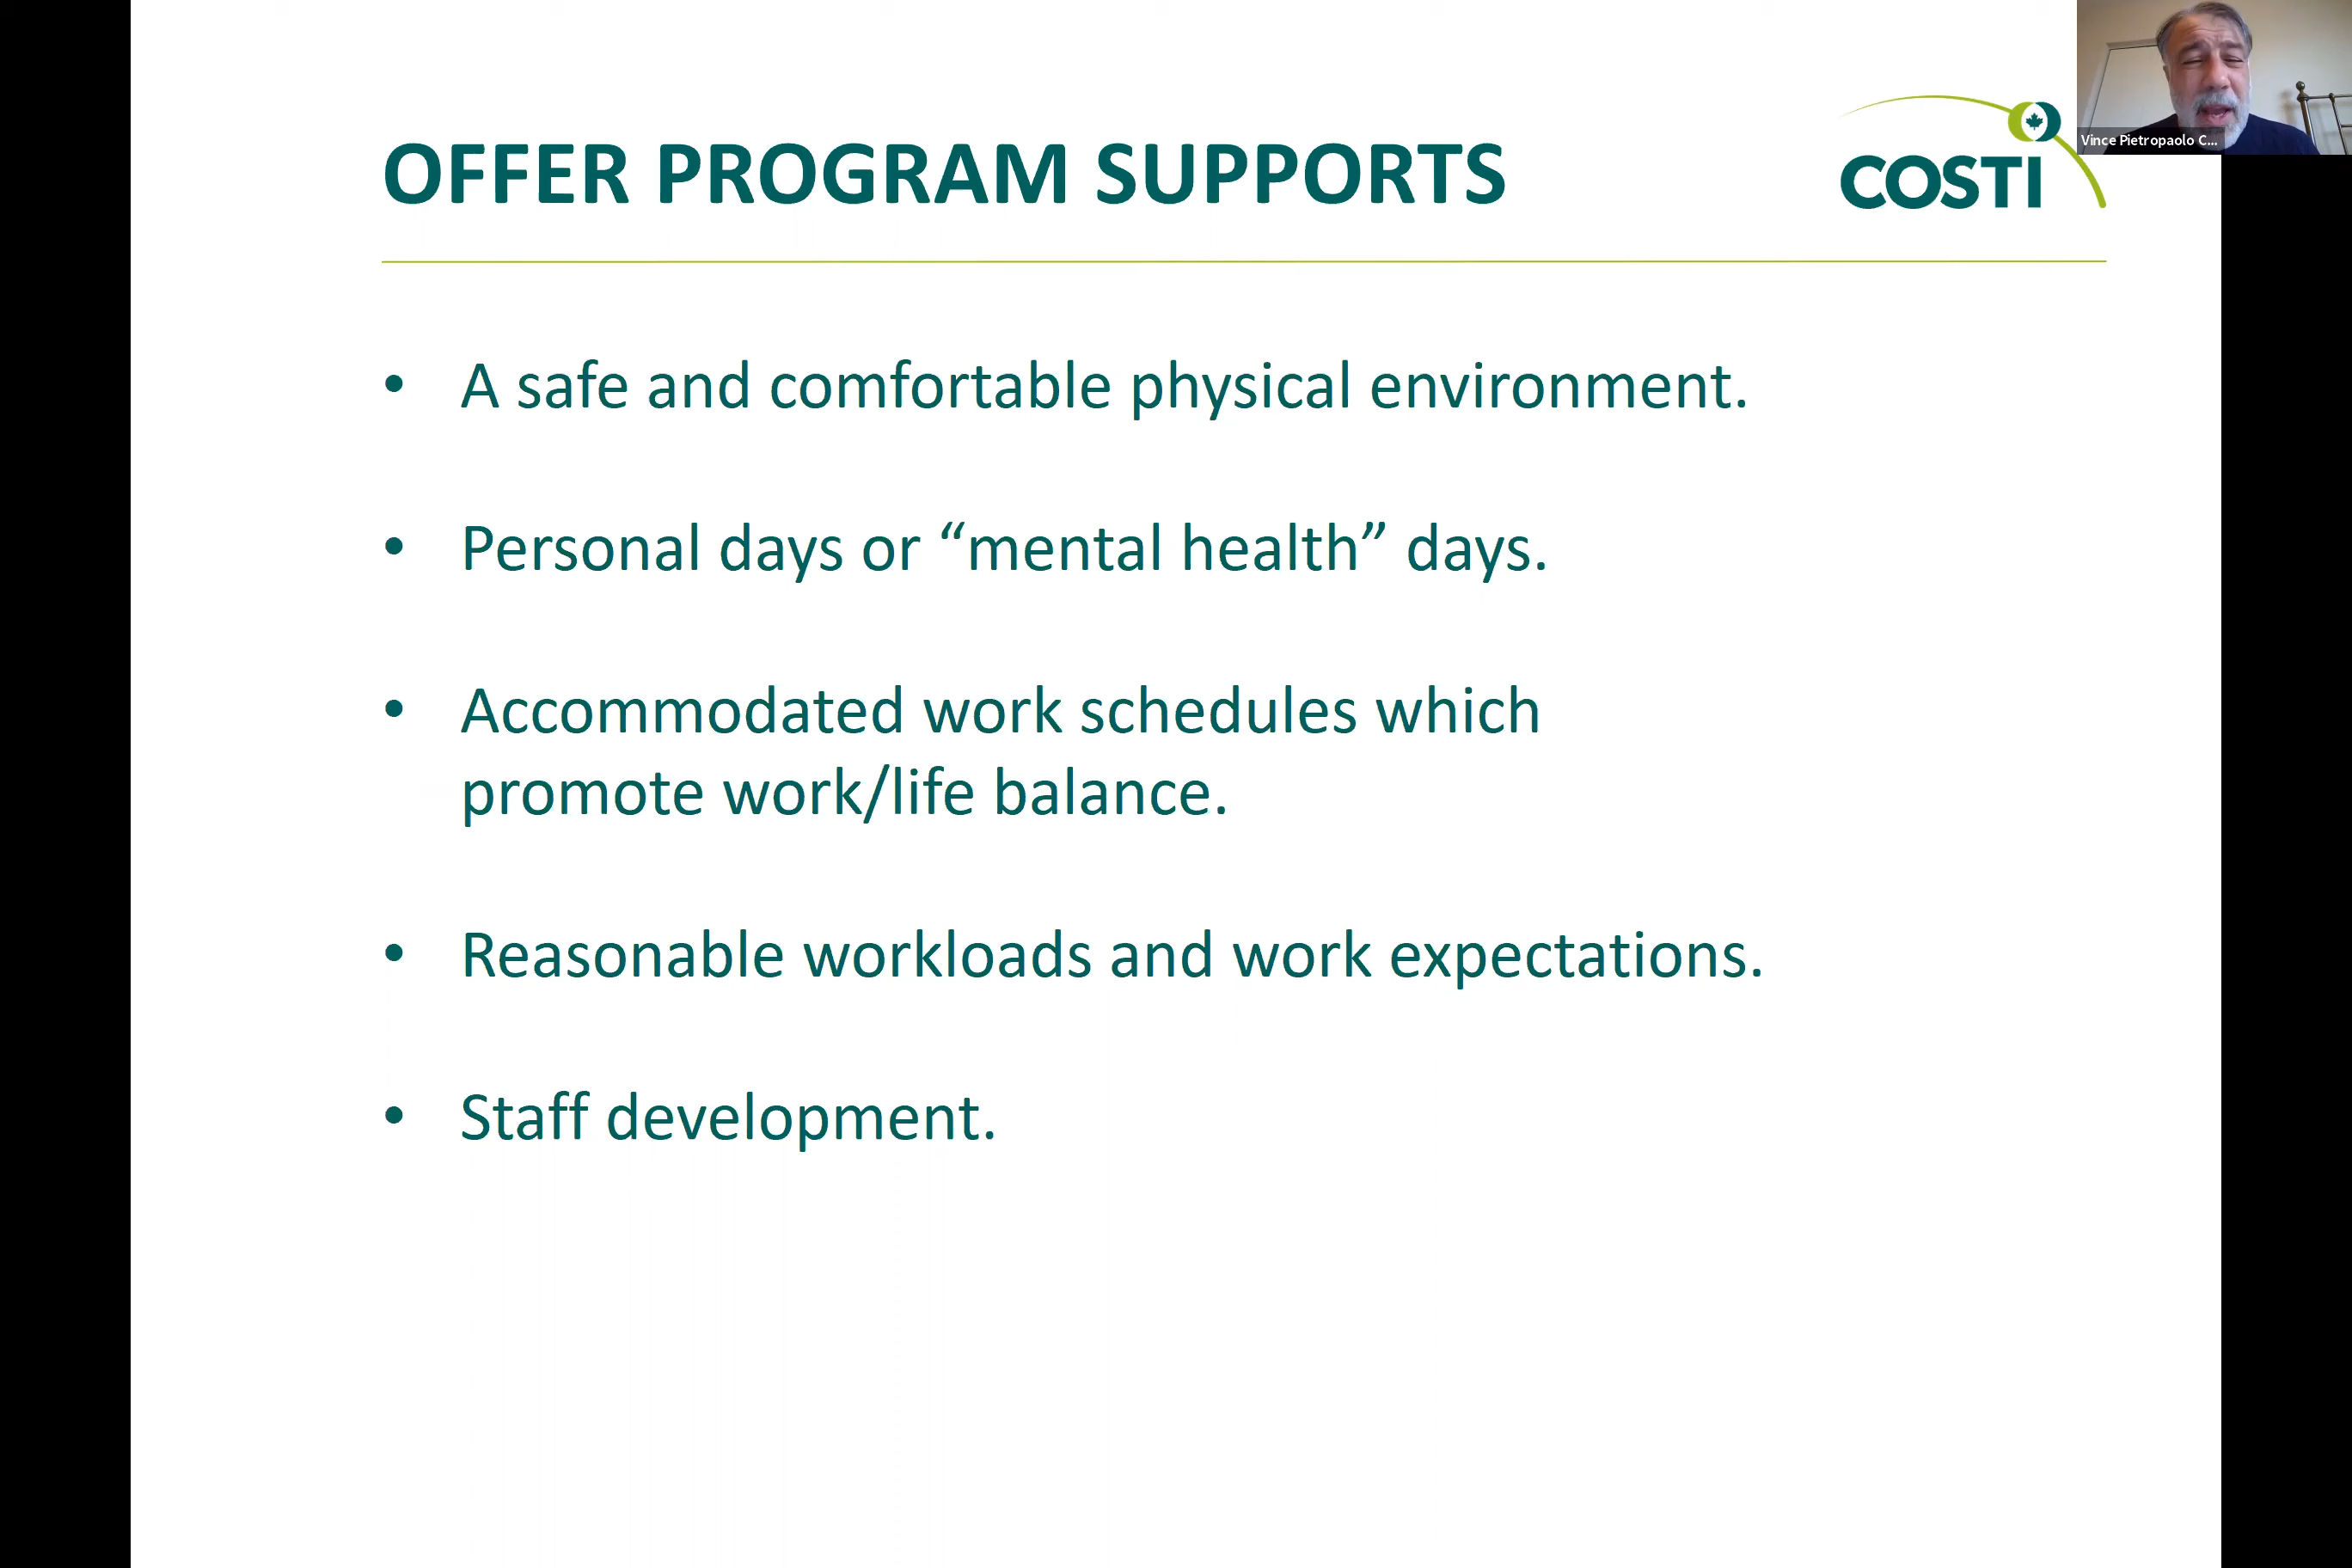 OFFER PROGRAM SUPPORTS
COSTI
Vince Pietropaolo C...
• A safe and comfortable physical environment.
• Personal days or “mental health” days.
• Accommodated work schedules which
promote work/life balance.
• Reasonable workloads and work expectations.
• Staff development.